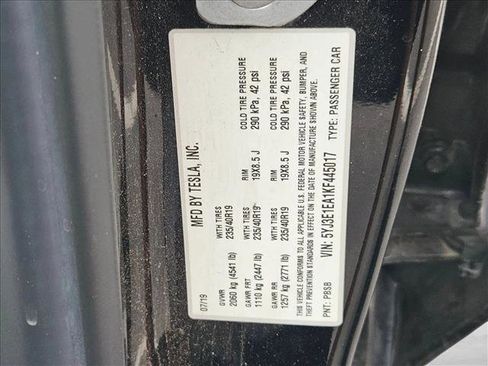 MFD BY TESLA, INC.
07/19
GVWR WITH TIRES RIM COLD TIRE PRESSURE
2060 kg (4541 lb) 235/40R19 19X8.5 J 290 kPa, 42 psi
GAWR FRT WITH TIRES RIM COLD TIRE PRESSURE
1110 kg (2447 lb) 235/40R19 19X8.5 J 290 kPa, 42 psi
GAWR RR WITH TIRES RIM COLD TIRE PRESSURE
1257 kg (2771 lb) 235/40R19 19X8.5 J 290 kPa, 42 psi
THIS VEHICLE CONFORMS TO ALL APPLICABLE U.S. FEDERAL MOTOR VEHICLE SAFETY, BUMPER, AND
THEFT PREVENTION STANDARDS IN EFFECT ON THE DATE OF MANUFACTURE SHOWN ABOVE.
VIN: 5YJ3E1EA1KF445017 TYPE: PASSENGER CAR
PNT: PBSB